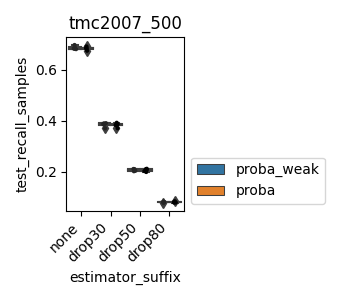 tmc2007_500
test_recall_samples
0.6
0.4
0.2
none
drop30
drop50
drop80
estimator_suffix
proba_weak
proba